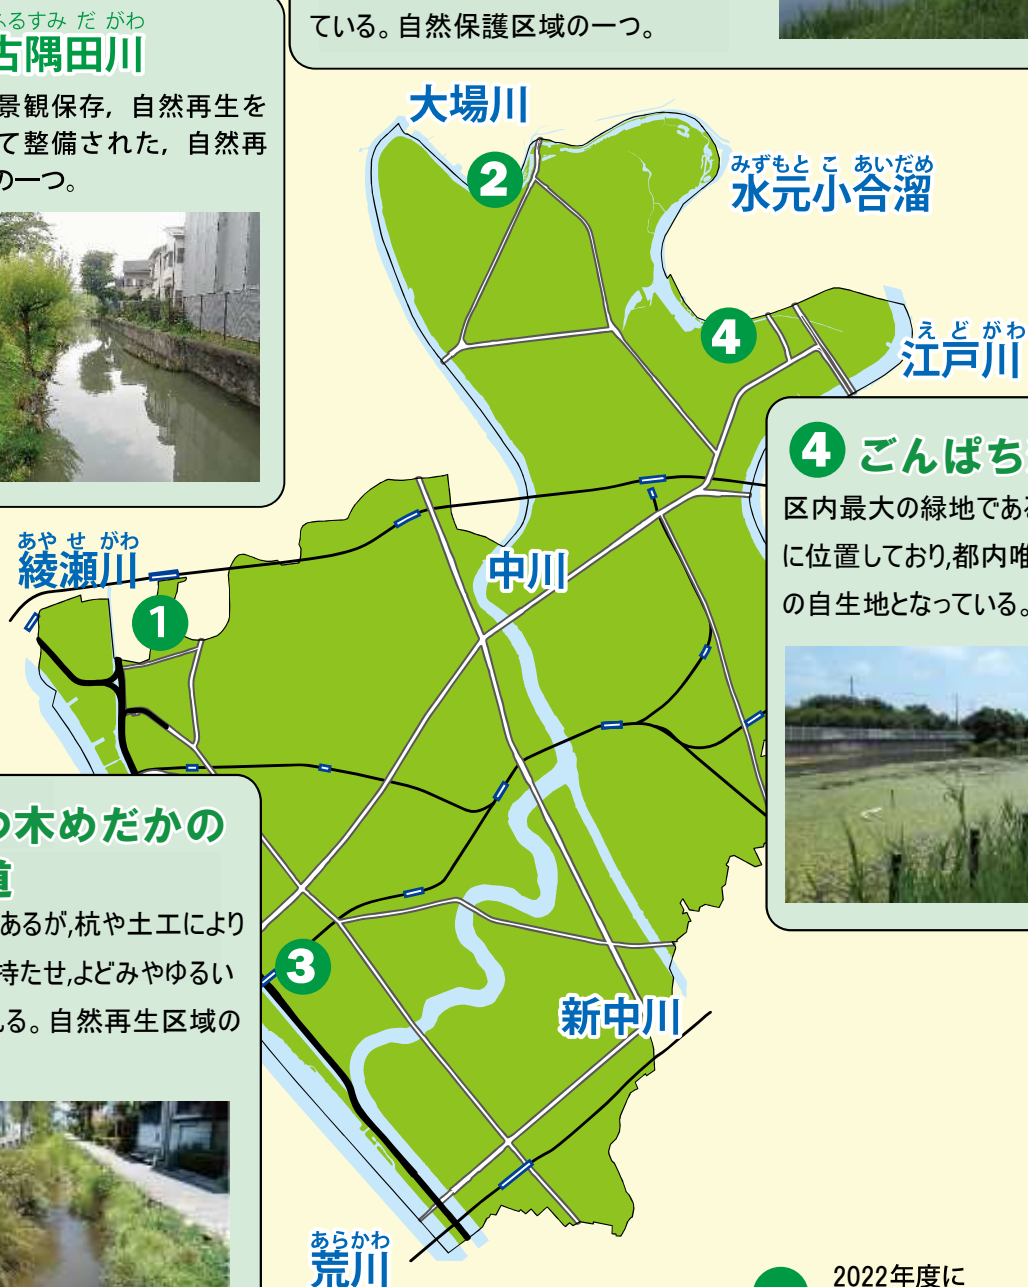 ふるすみ だ がわ
古隅田川
景観保存，自然再生を
て整備された，自然再
の一つ。
ている。自然保護区域の一つ。
大場川
2
みずもと こ あいだめ
水元小合溜
4
え ど がわ
江戸川
4 ごんぱち
区内最大の緑地である
に位置しており,都内唯
の自生地となっている。
あや せ がわ
綾瀬川
1
中川
の木めだかの
道
あるが,杭や土工により
持たせ,よどみやゆるい
れる。自然再生区域の
3
新中川
あらかわ
荒川
2022年度に